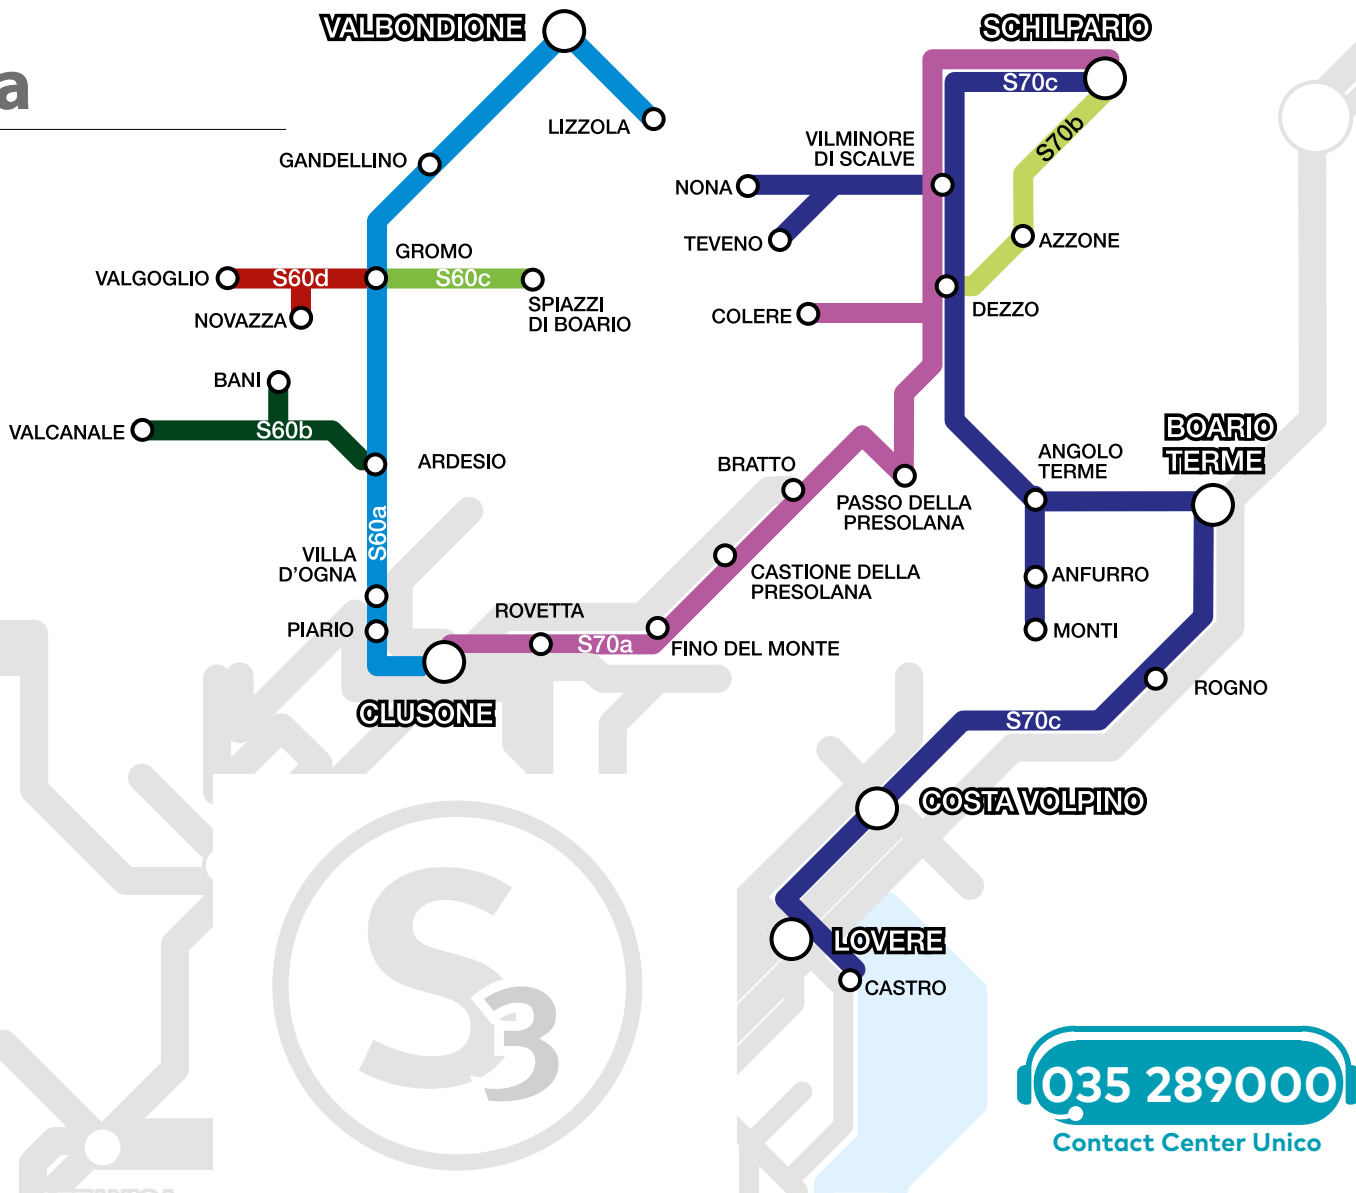 a
VALBONDIONE
SCHILPARIO
S70c
LIZZOLA
S70b
VILMINORE
DI SCALVE
GANDELLINO
NONA
TEVENO
AZZONE
GROMO
VALGOGLIO
S60d
S60c
NOVAZZA
SPIAZZI
DI BOARIO
COLERE
DEZZO
BANI
VALCANALE
S60b
ARDESIO
BOARIO
TERME
ANGOLO
TERME
BRATTO
PASSO DELLA
PRESOLANA
S60a
VILLA
D'OGNA
CASTIONE DELLA
PRESOLANA
ANFURRO
ROVETTA
PIARIO
MONTI
S70a
FINO DEL MONTE
ROGNO
CLUSONE
S70c
COSTA VOLPINO
LOVERE
CASTRO
S3
035 289000
Contact Center Unico